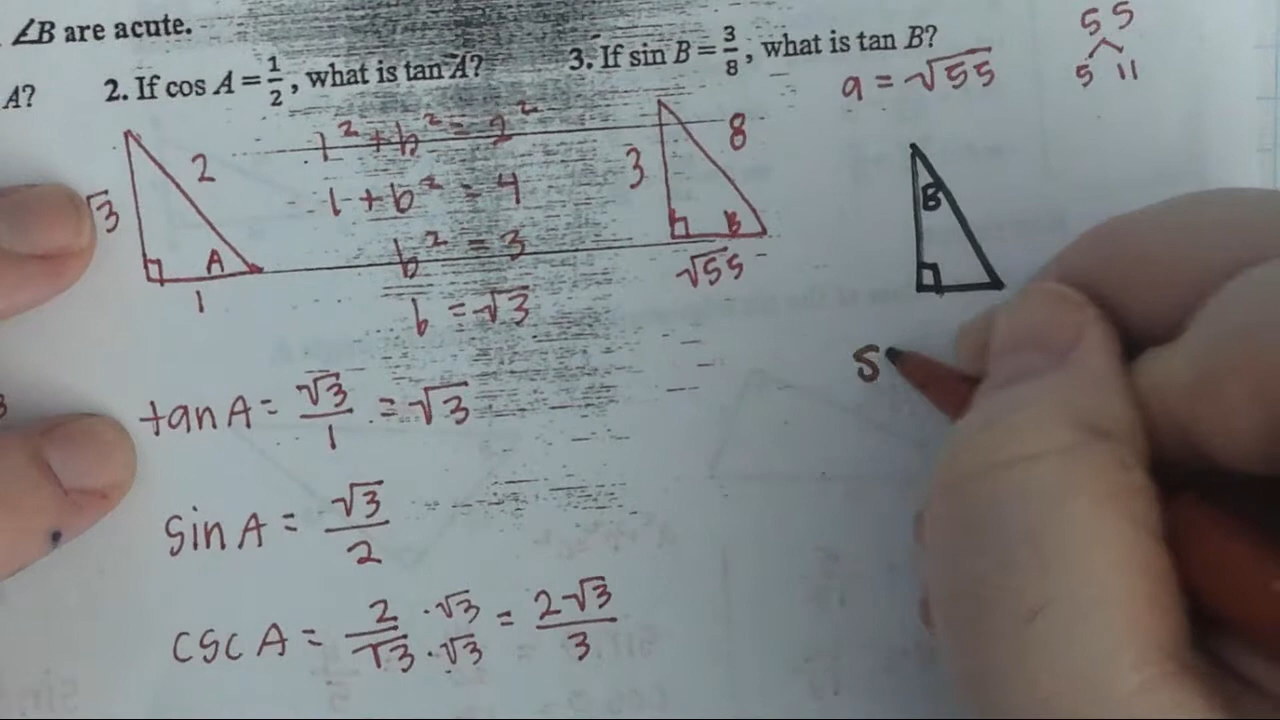 ∠B are acute.
A?
2. If cos A = 1/2, what is tan A?
3. If sin B = 3/8, what is tan B?
55
5 11
a = √55
√3
2
A
1
1² + b² = 2²
1 + b² = 4
b² = 3
b = √3
3
8
B
√55
B
S
tan A = √3/1 = √3
sin A = √3/2
csc A = 2/√3 · √3/√3 = 2√3/3